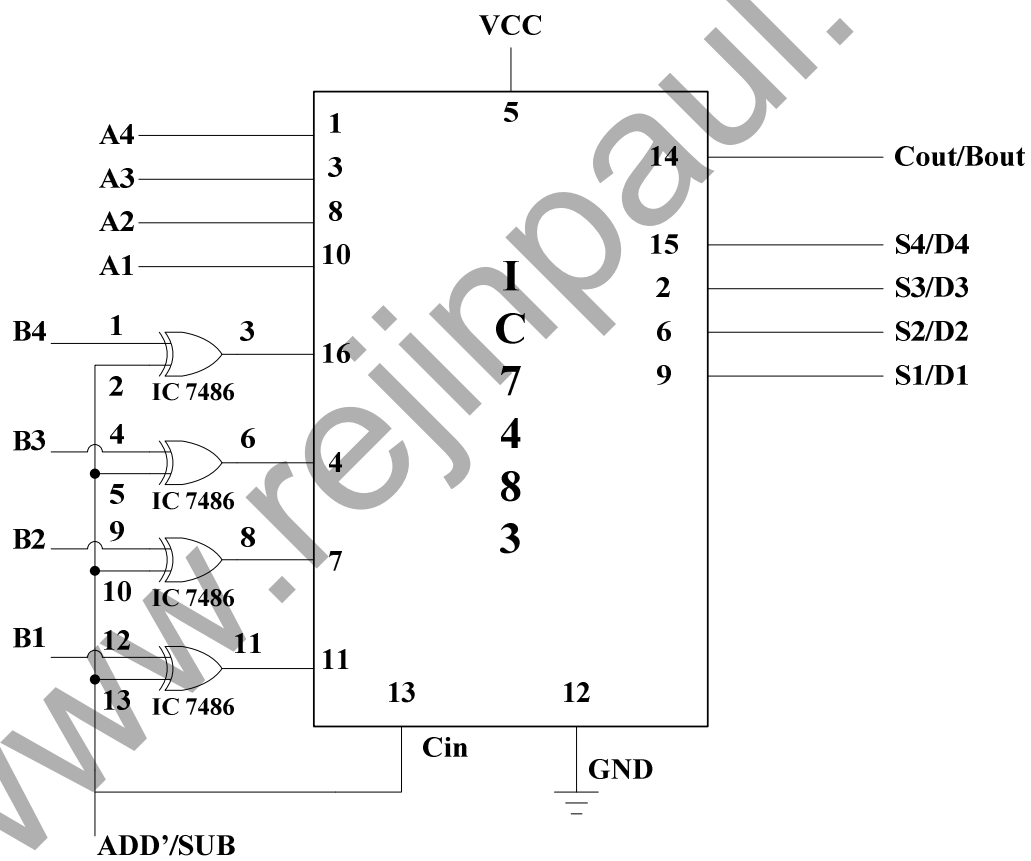 VCC
5
A4 1
A3 3
A2 8
A1 10
14 Cout/Bout
15 S4/D4
2 S3/D3
6 S2/D2
9 S1/D1
I
C
7
4
8
3
B4 1 3 16
2 IC 7486
B3 4 6 4
5 IC 7486
B2 9 8 7
10 IC 7486
B1 12 11 11
13 IC 7486
13 12
Cin
GND
ADD'/SUB
www.rejinpaul.